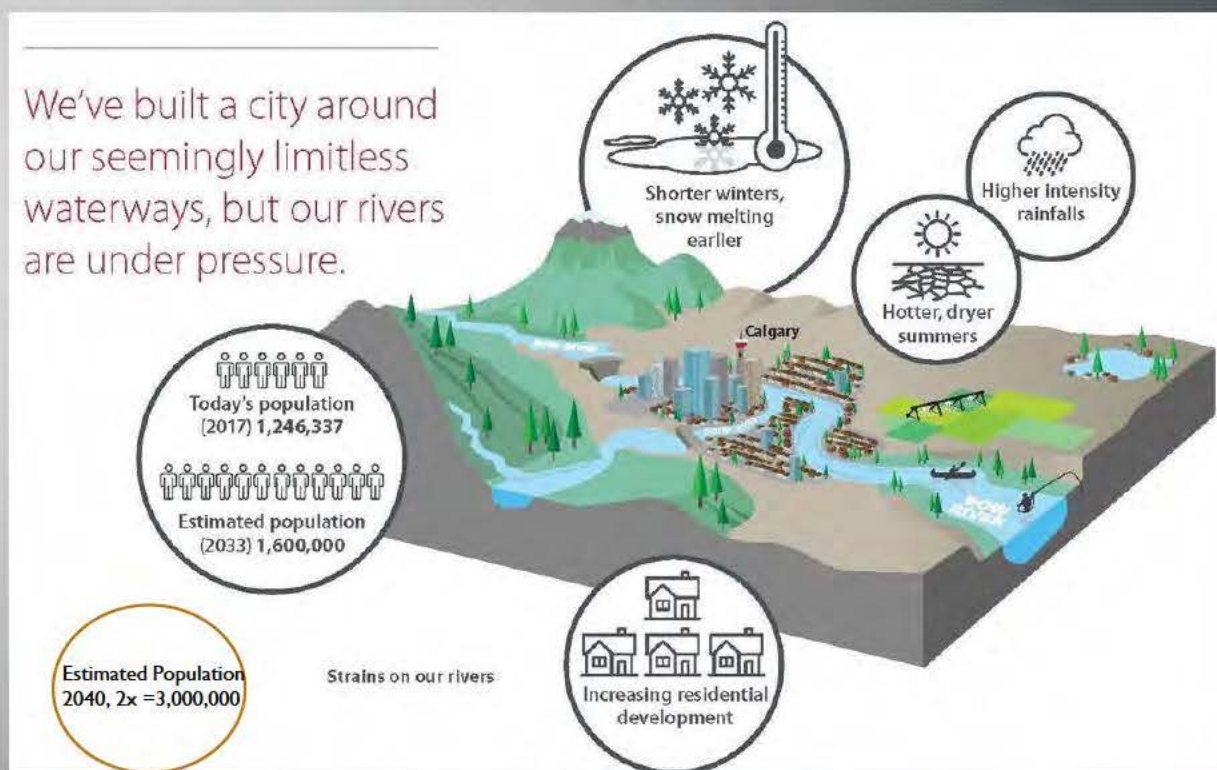 We've built a city around
our seemingly limitless
waterways, but our rivers
are under pressure.
Shorter winters,
snow melting
earlier
Higher intensity
rainfalls
Hotter, dryer
summers
Calgary
Today's population
(2017) 1,246,337
Estimated population
(2033) 1,600,000
BOW
RIVER
Estimated Population
2040, 2x =3,000,000
Strains on our rivers
Increasing residential
development